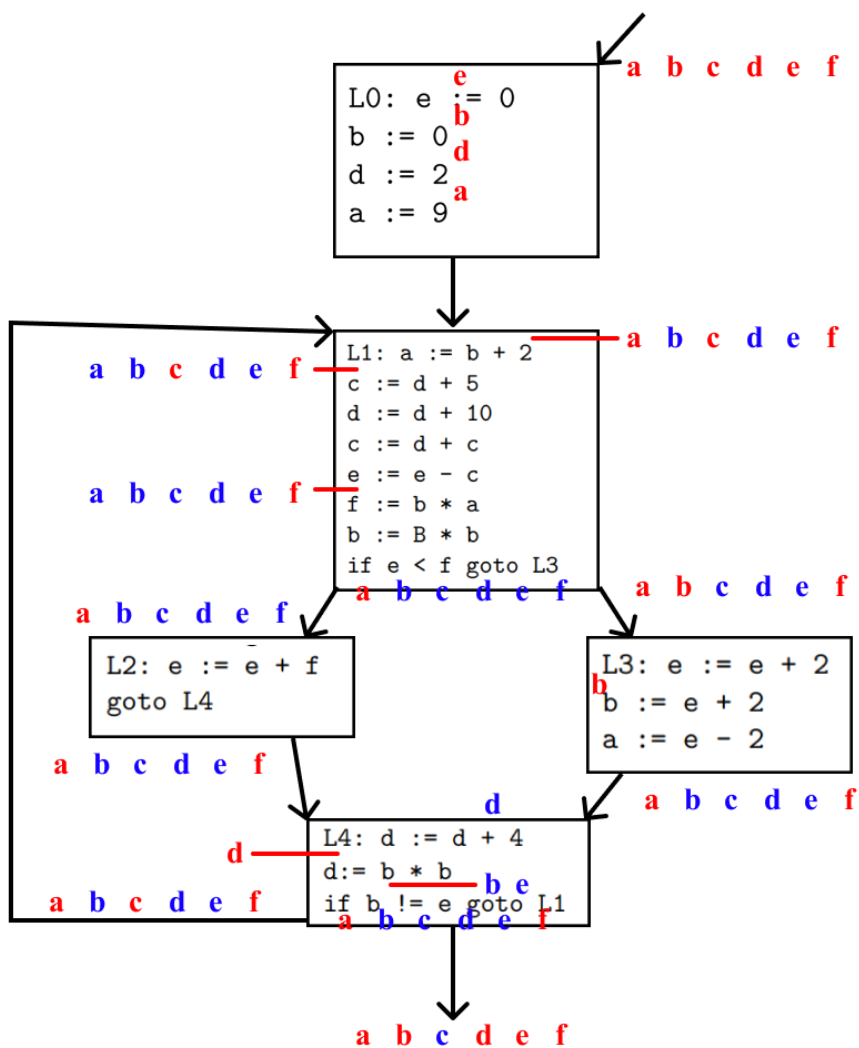 a b c d e f
e
L0: e := 0
b
b := 0
d
d := 2
a
a := 9
a b c d e f
L1: a := b + 2
a b c d e f
c := d + 5
d := d + 10
c := d + c
e := e - c
a b c d e f
f := b * a
b := B * b
if e < f goto L3
a b c d e f
a b c d e f
a b c d e f
L2: e := e + f
goto L4
L3: e := e + 2
b
b := e + 2
a := e - 2
a b c d e f
a b c d e f
d
L4: d := d + 4
d
d:= b * b
b e
if b != e goto L1
a b c d e f
a b c d e f
a b c d e f